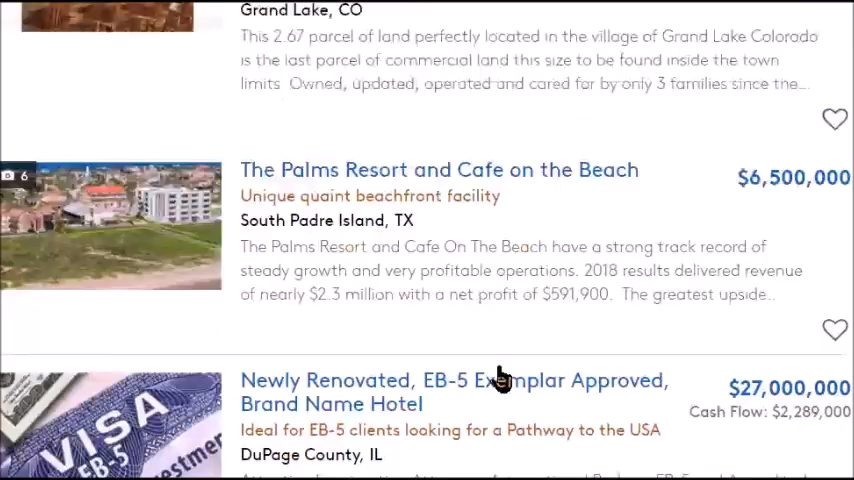 Grand Lake, CO
This 2.67 parcel of land perfectly located in the village of Grand Lake Colorado
is the last parcel of commercial land this size to be found inside the town
limits. Owned, updated, operated and cared for by only 3 families since the...
6
The Palms Resort and Cafe on the Beach
$6,500,000
Unique quaint beachfront facility
South Padre Island, TX
The Palms Resort and Cafe On The Beach have a strong track record of
steady growth and very profitable operations. 2018 results delivered revenue
of nearly $2.3 million with a net profit of $591,900. The greatest upside..
Newly Renovated, EB-5 Exemplar Approved,
Brand Name Hotel
$27,000,000
Cash Flow: $2,289,000
Ideal for EB-5 clients looking for a Pathway to the USA
DuPage County, IL
VISA
EB-5